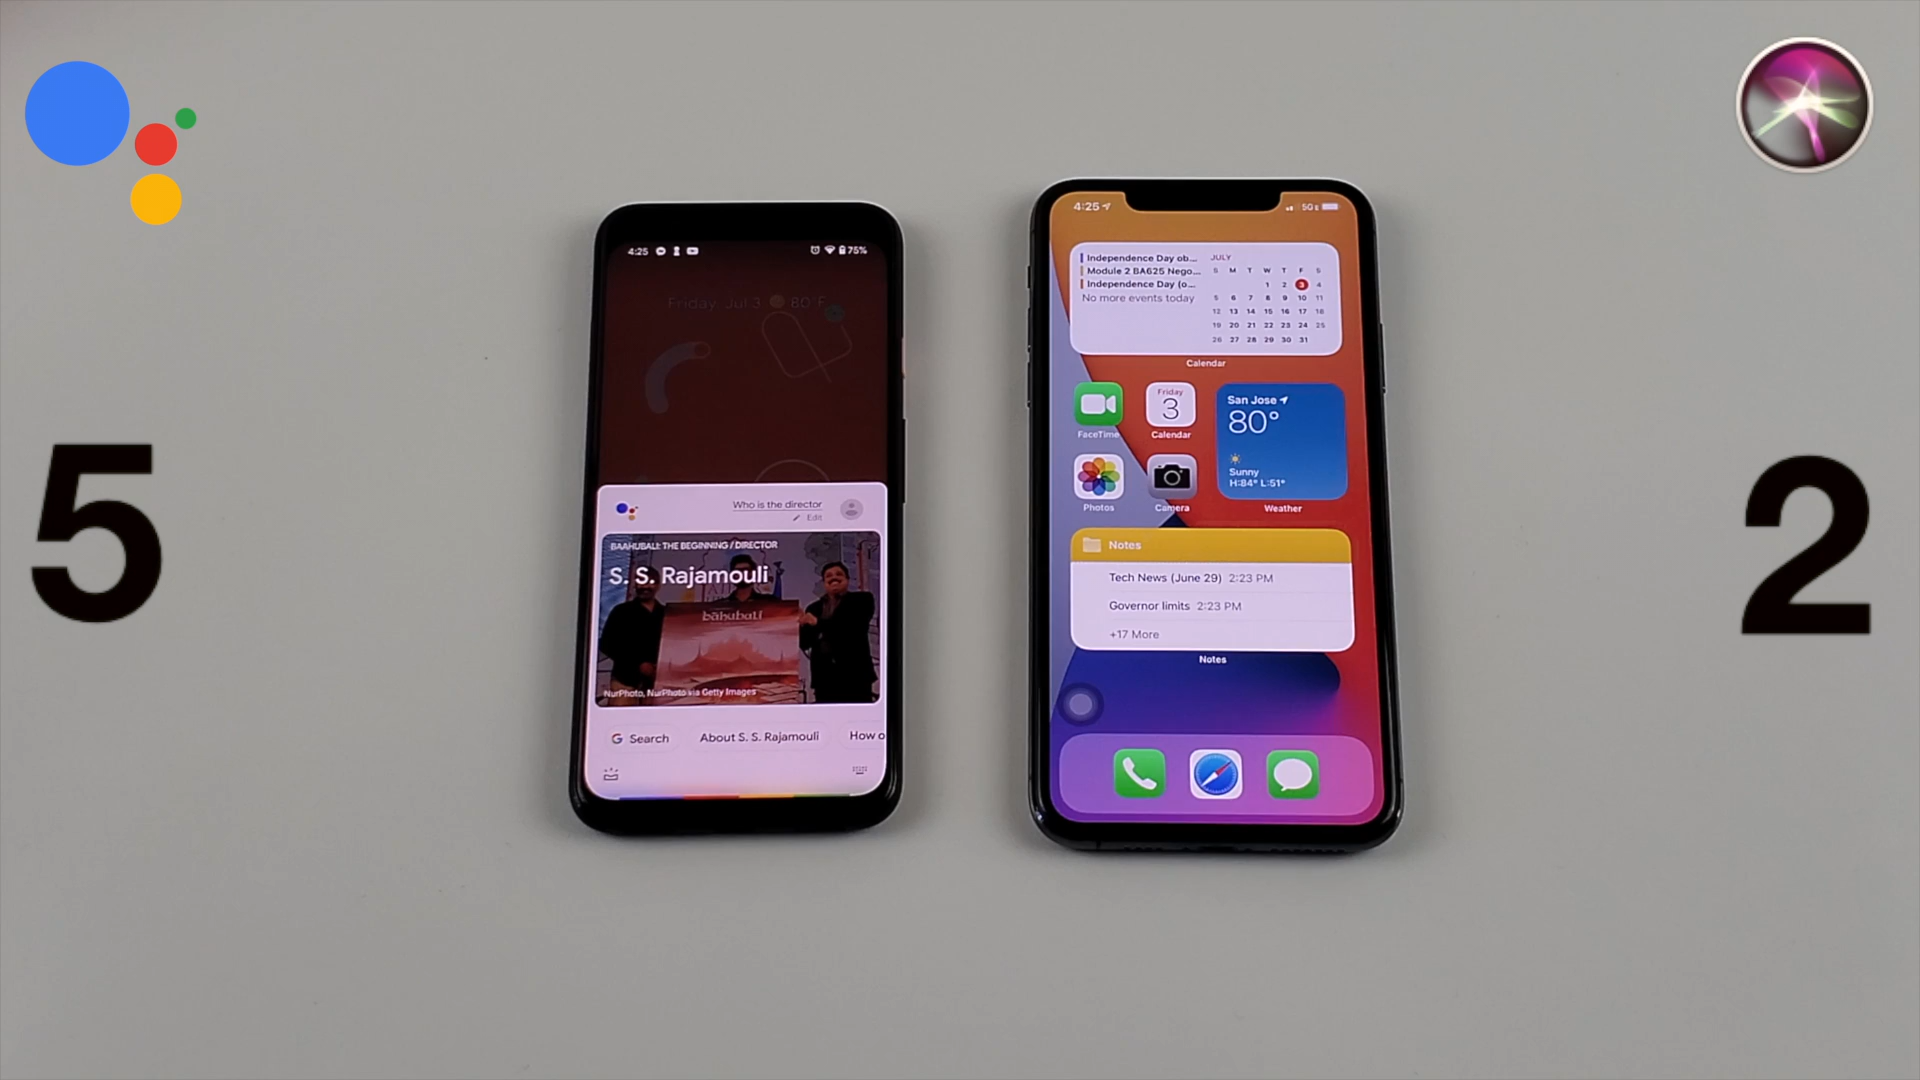 5
2
4:25
75%
Friday, Jul 3 80°F
Who is the director
Edit
BAAHUBALI: THE BEGINNING / DIRECTOR
S. S. Rajamouli
bāhubali
NurPhoto, NurPhoto via Getty Images
Search
About S. S. Rajamouli
How o
4:25
5G
Independence Day ob...
Module 2 BA625 Nego...
Independence Day (o...
No more events today
JULY
S M T W T F S
1 2 3 4
5 6 7 8 9 10 11
12 13 14 15 16 17 18
19 20 21 22 23 24 25
26 27 28 29 30 31
Calendar
FaceTime
Friday
3
Calendar
San Jose
80°
Sunny
H:84° L:51°
Photos
Camera
Weather
Notes
Tech News (June 29) 2:23 PM
Governor limits 2:23 PM
+17 More
Notes